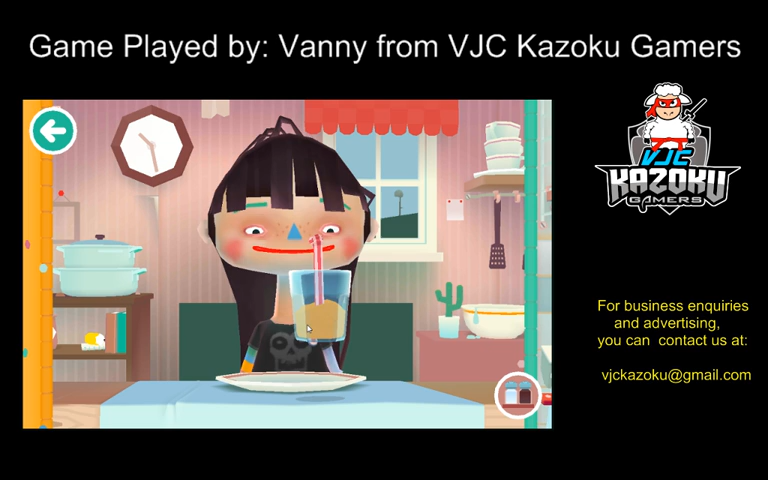 Game Played by: Vanny from VJC Kazoku Gamers
VJC
KAZOKU
GAMERS
For business enquiries
and advertising,
you can contact us at:
vjckazoku@gmail.com